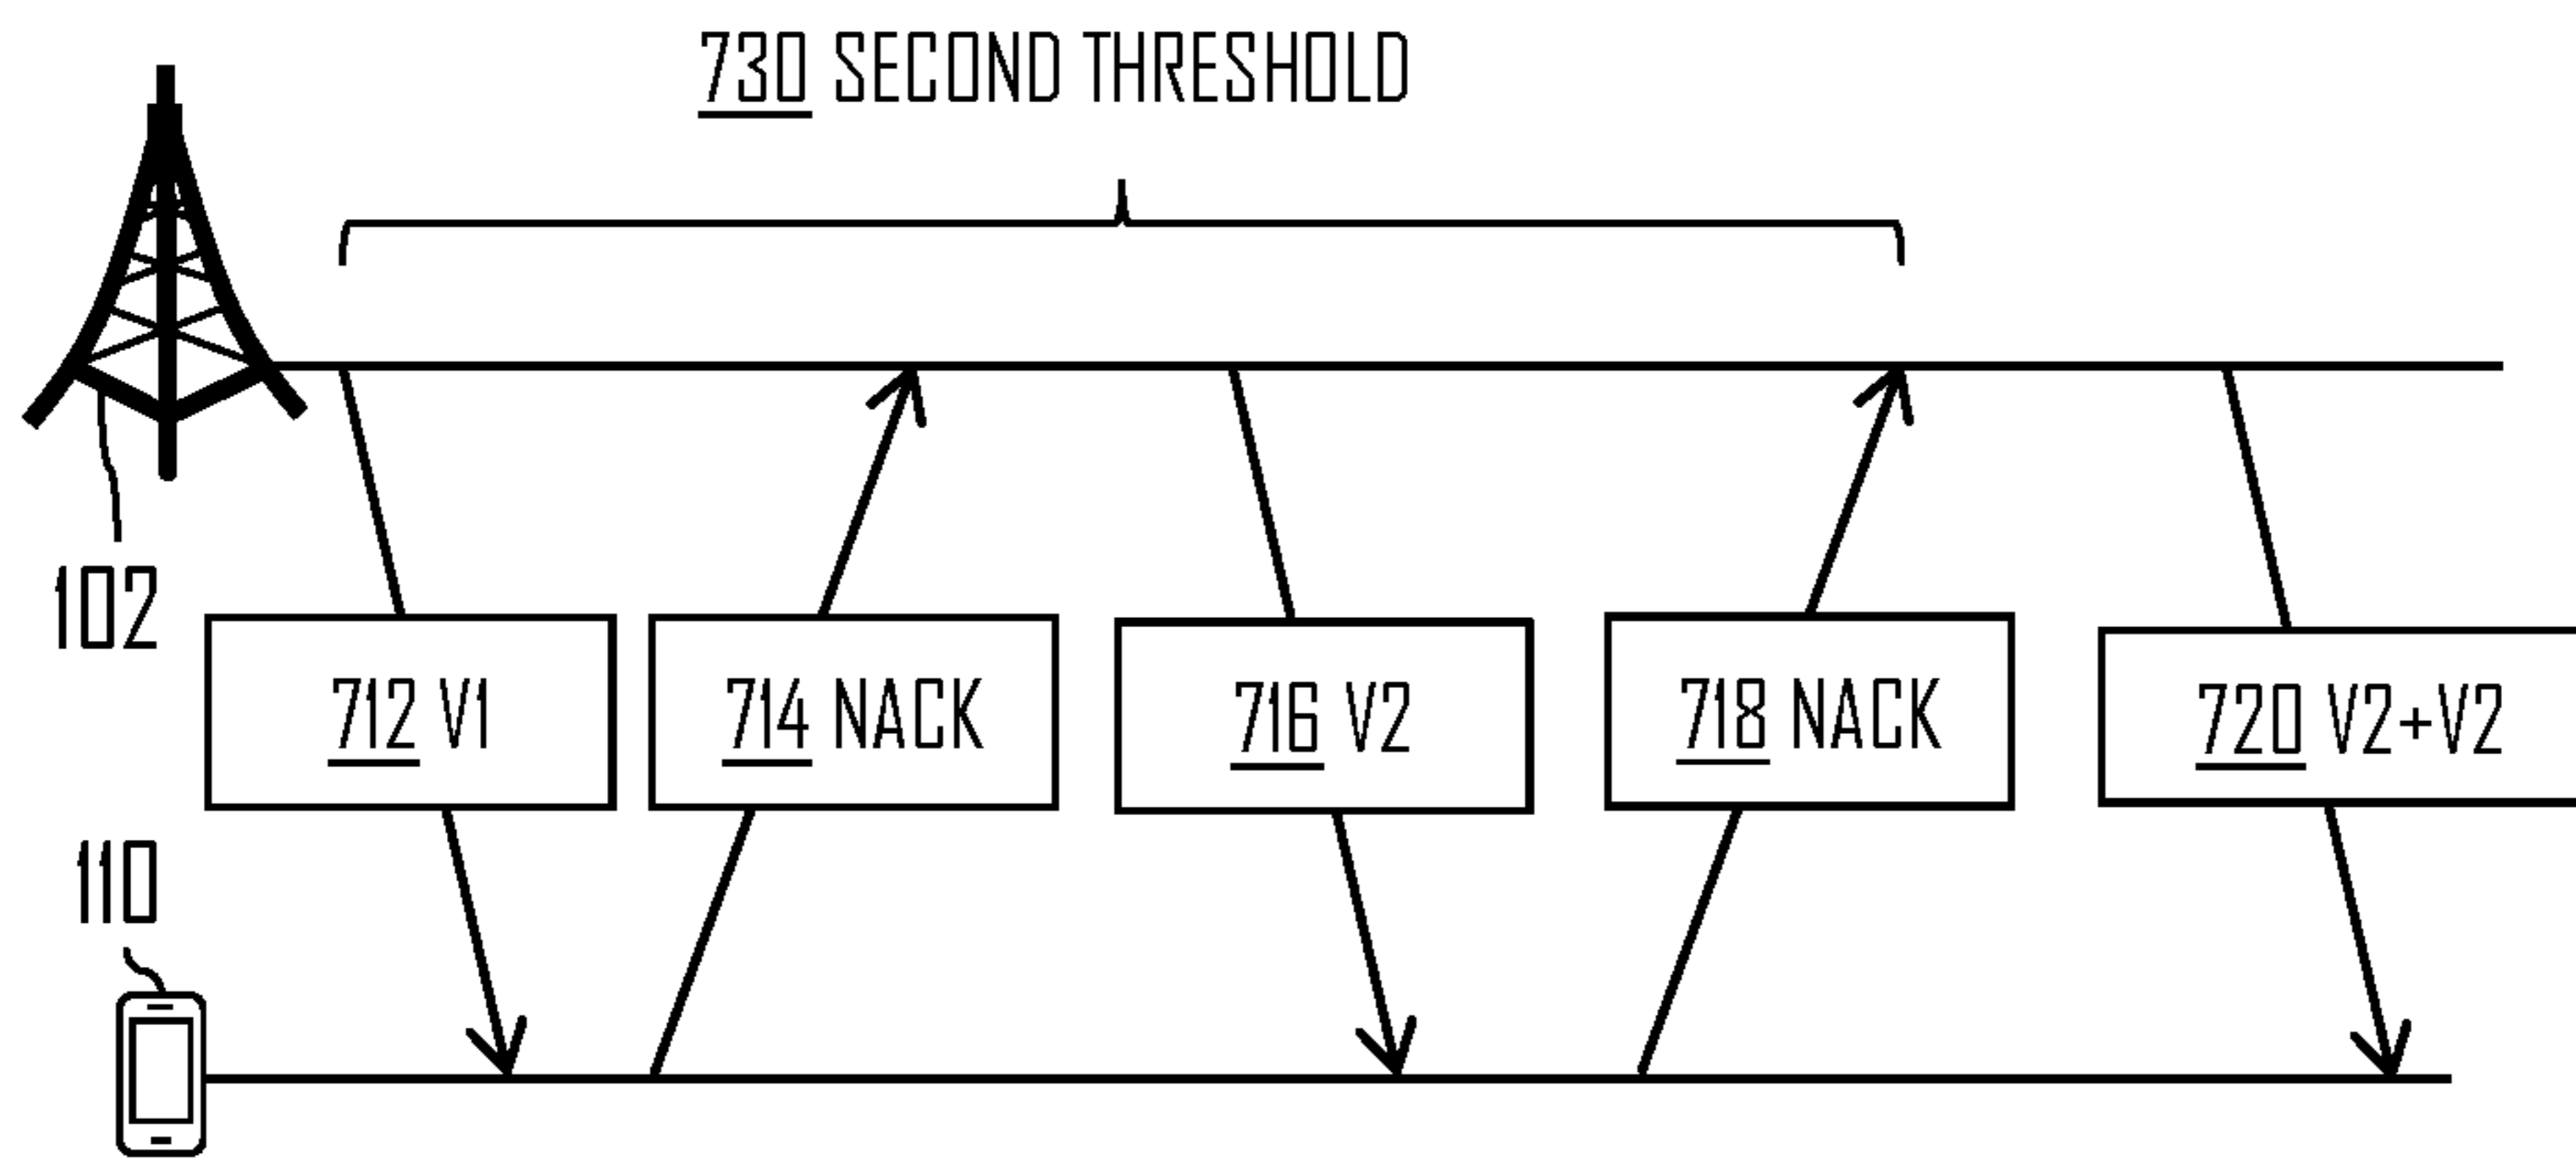 730 SECOND THRESHOLD
102
712 V1
714 NACK
716 V2
718 NACK
720 V2+V2
110